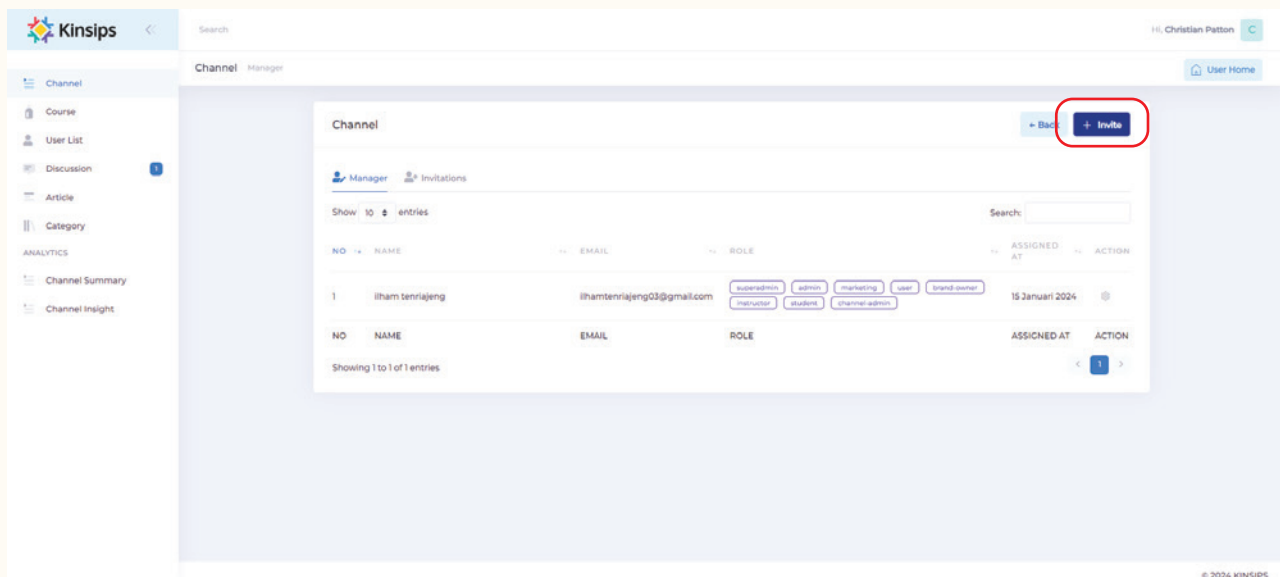 Kinsips
Search
Hi, Christian Patton C
Channel Manager
User Home
Channel
Course
User List
Discussion 1
Article
Category
ANALYTICS
Channel Summary
Channel Insight
Channel
Back
+ Invite
Manager Invitations
Show 10 entries
Search:
NO NAME EMAIL ROLE ASSIGNED AT ACTION
1 ilham tenriajeng ilhamtenriajeng03@gmail.com superadmin admin marketing user brand-owner 15 Januari 2024
instructor student channel-admin
NO NAME EMAIL ROLE ASSIGNED AT ACTION
Showing 1 to 1 of 1 entries
< 1 >
© 2024 KINSIPS